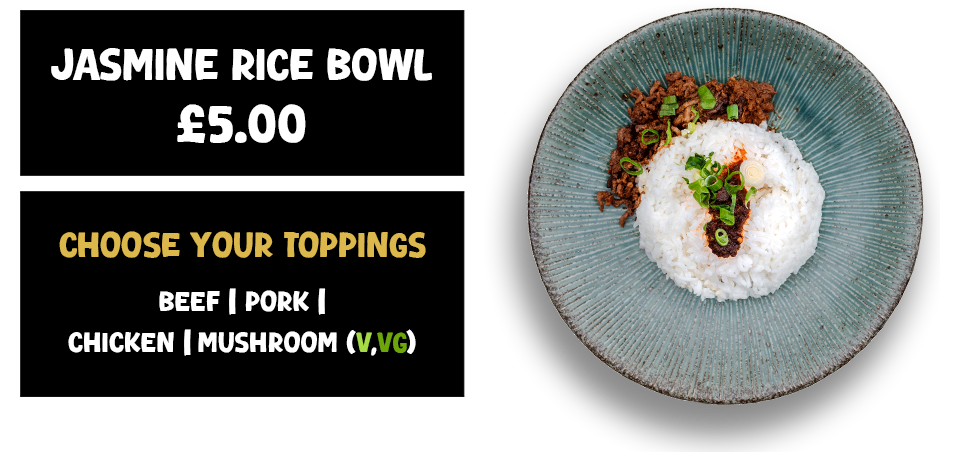 JASMINE RICE BOWL
£5.00
CHOOSE YOUR TOPPINGS
BEEF | PORK |
CHICKEN | MUSHROOM (V,VG)